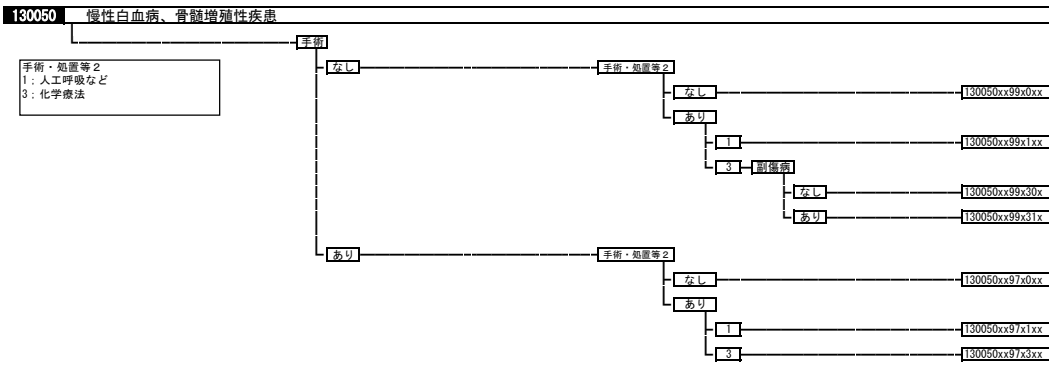 130050 慢性白血病、骨髄増殖性疾患
手術
手術・処置等2
1：人工呼吸など
3：化学療法
なし 手術・処置等2
なし 130050xx99x0xx
あり
1 130050xx99x1xx
3 副傷病
なし 130050xx99x30x
あり 130050xx99x31x
あり 手術・処置等2
なし 130050xx97x0xx
あり
1 130050xx97x1xx
3 130050xx97x3xx